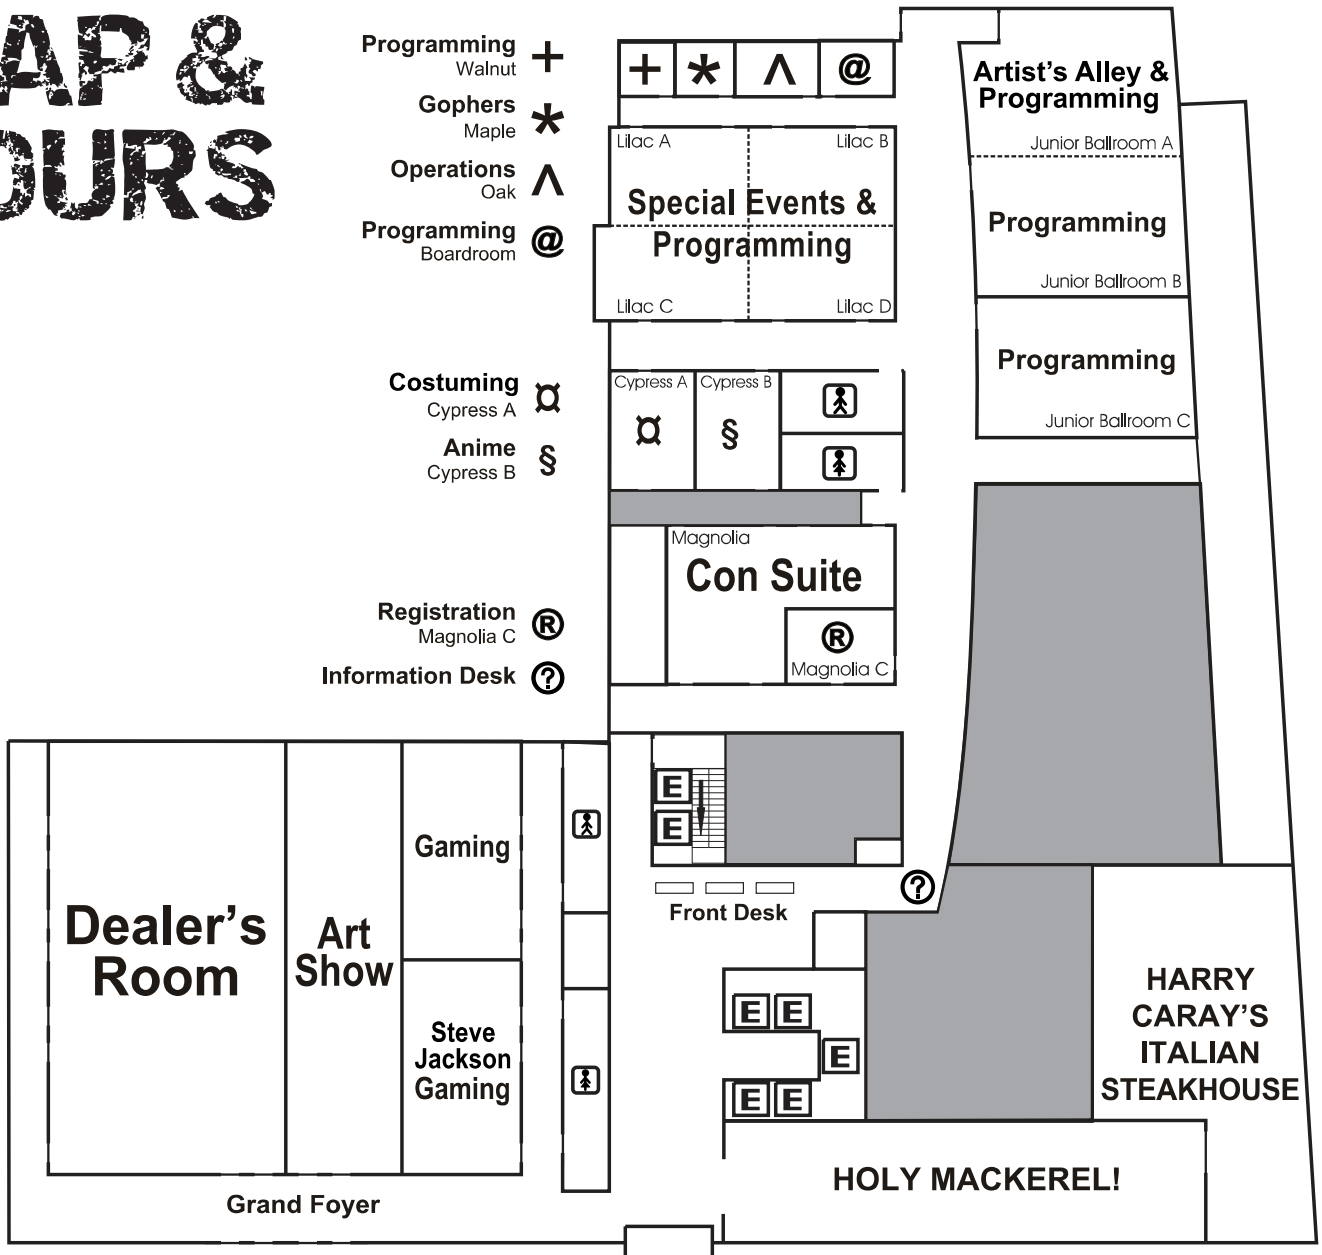 AP &
OURS
Programming +
Walnut
Gophers *
Maple
Operations Λ
Oak
Programming @
Boardroom
Costuming ¤
Cypress A
Anime §
Cypress B
Registration ®
Magnolia C
Information Desk ?
+ * Λ @
Lilac A Lilac B
Special Events &
Programming
Lilac C Lilac D
Cypress A Cypress B
¤ §
Magnolia
Con Suite
®
Magnolia C
Artist's Alley &
Programming
Junior Ballroom A
Programming
Junior Ballroom B
Programming
Junior Ballroom C
E
E
Front Desk
?
Dealer's
Room
Art
Show
Gaming
Steve
Jackson
Gaming
Grand Foyer
E E
E
E E
HARRY
CARAY'S
ITALIAN
STEAKHOUSE
HOLY MACKEREL!